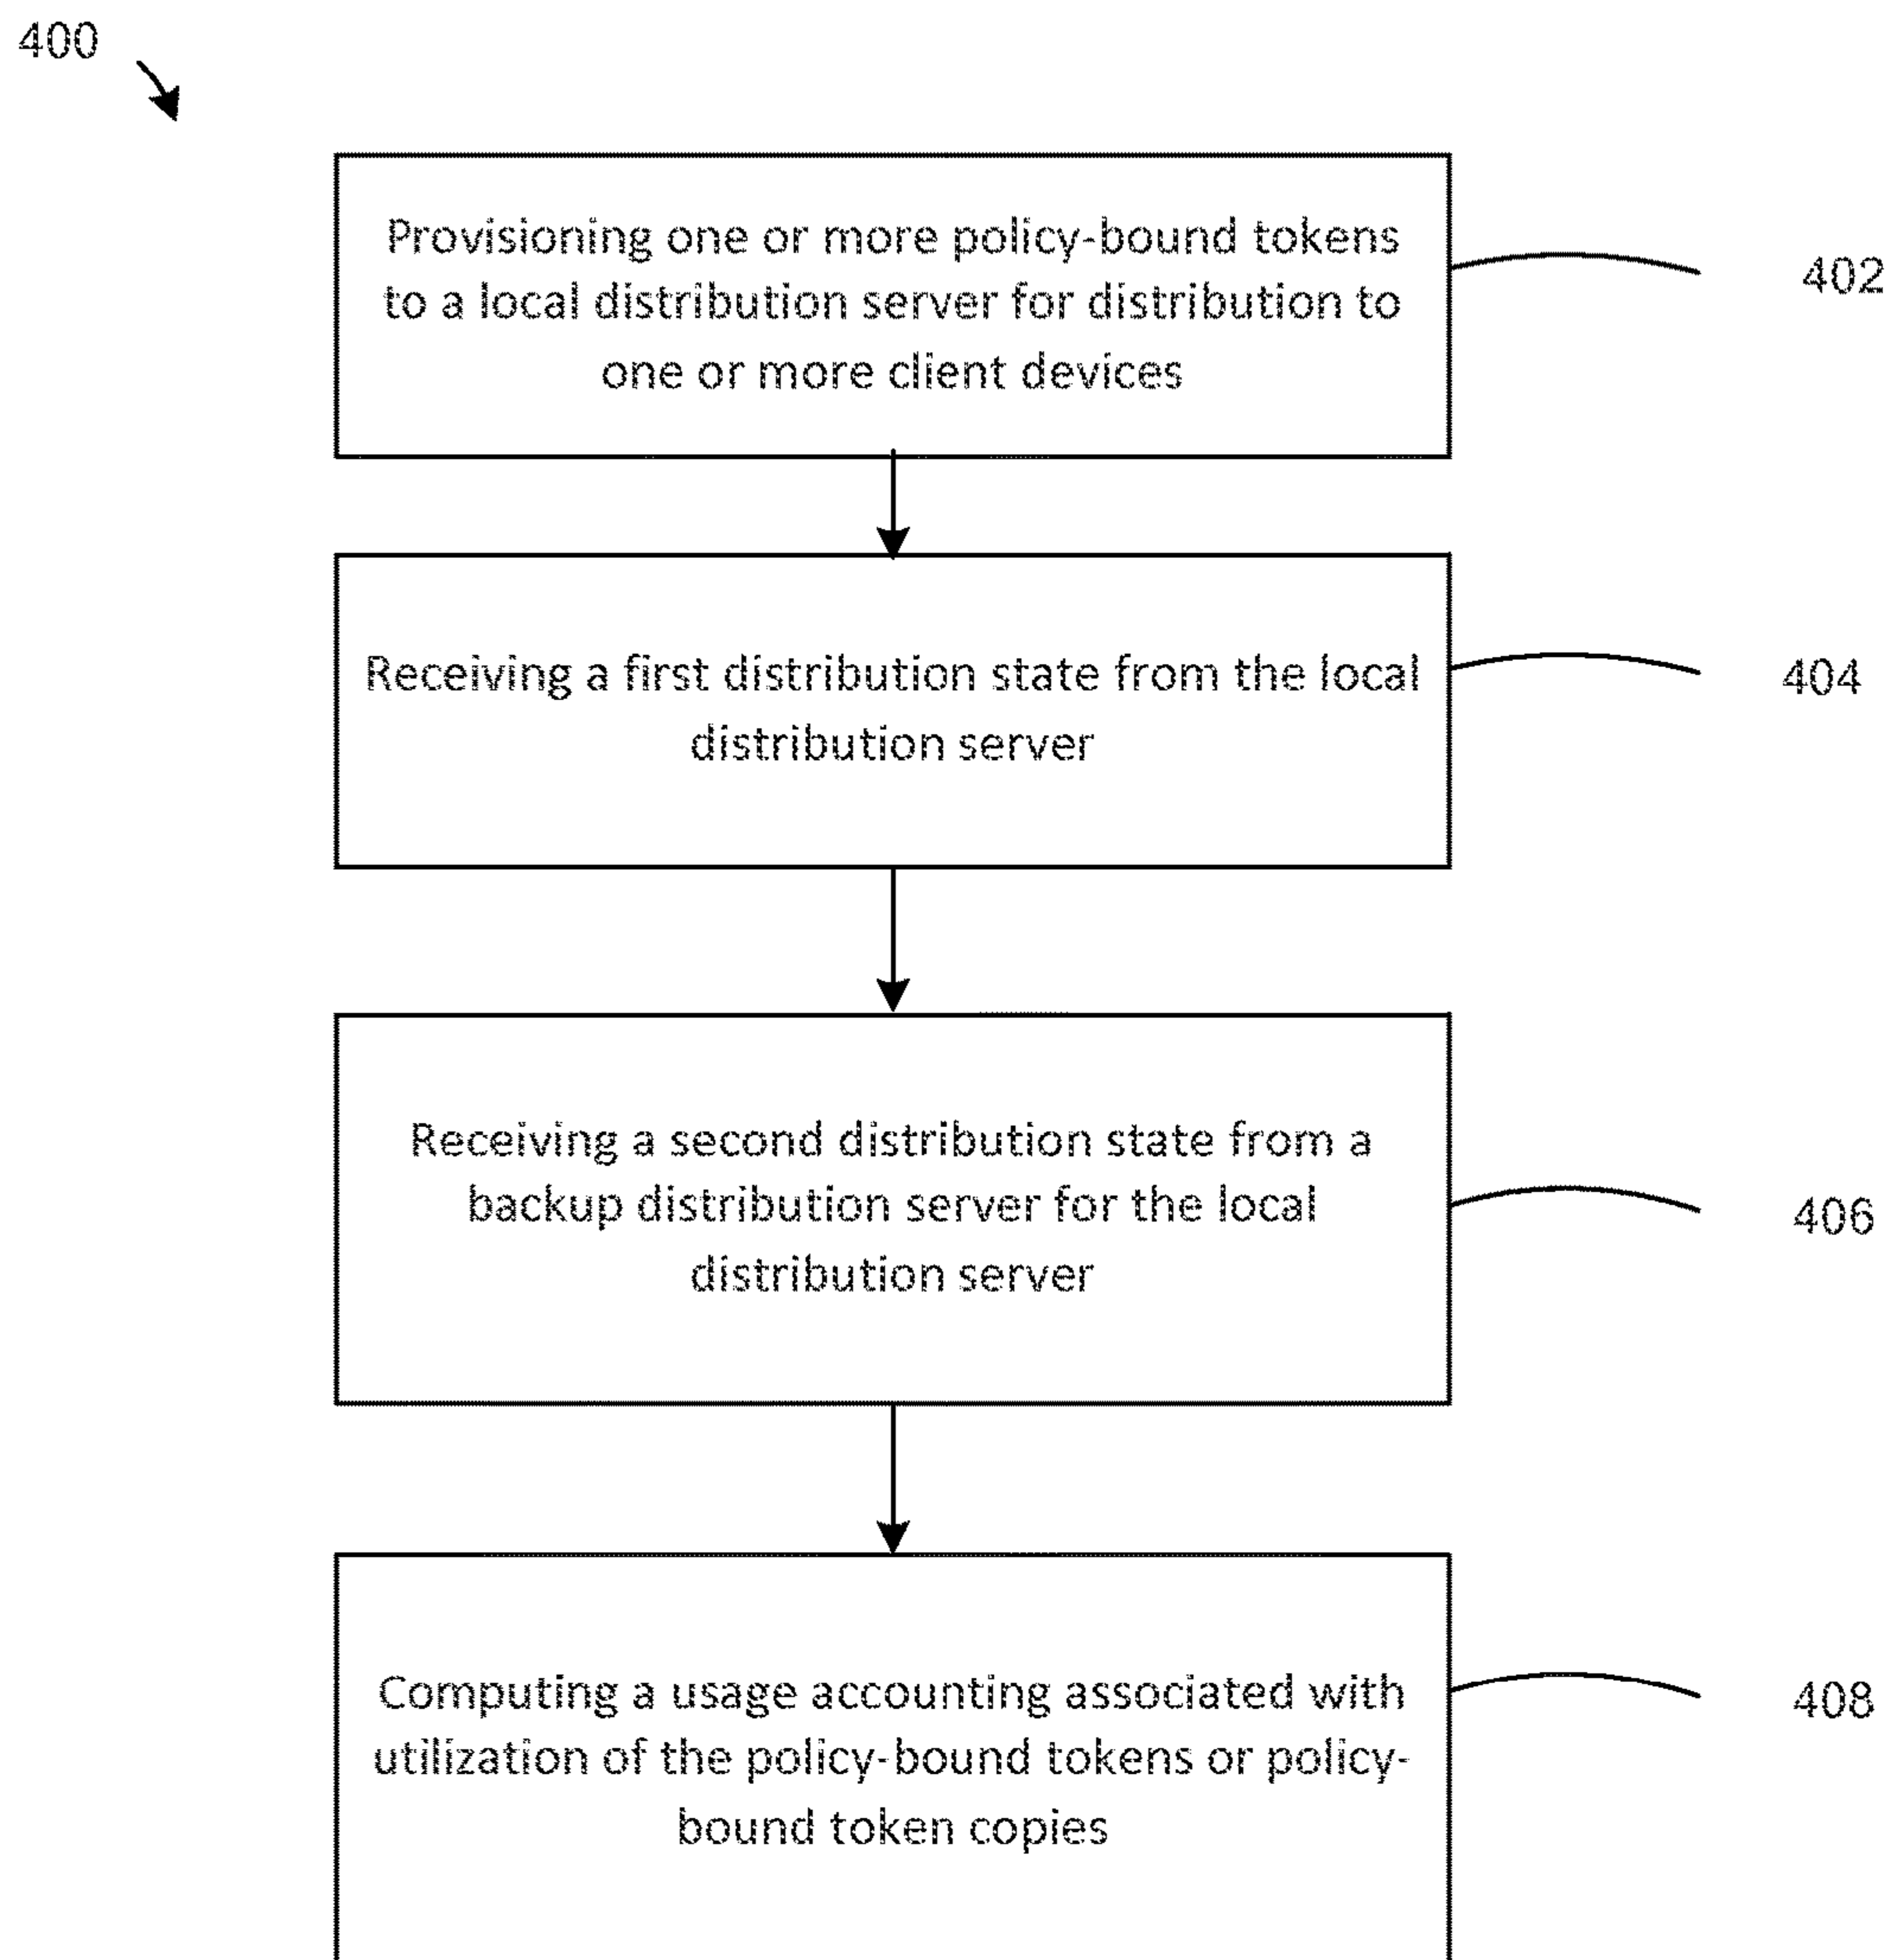 400
Provisioning one or more policy-bound tokens
to a local distribution server for distribution to
one or more client devices
402
Receiving a first distribution state from the local
distribution server
404
Receiving a second distribution state from a
backup distribution server for the local
distribution server
406
Computing a usage accounting associated with
utilization of the policy-bound tokens or policy-
bound token copies
408